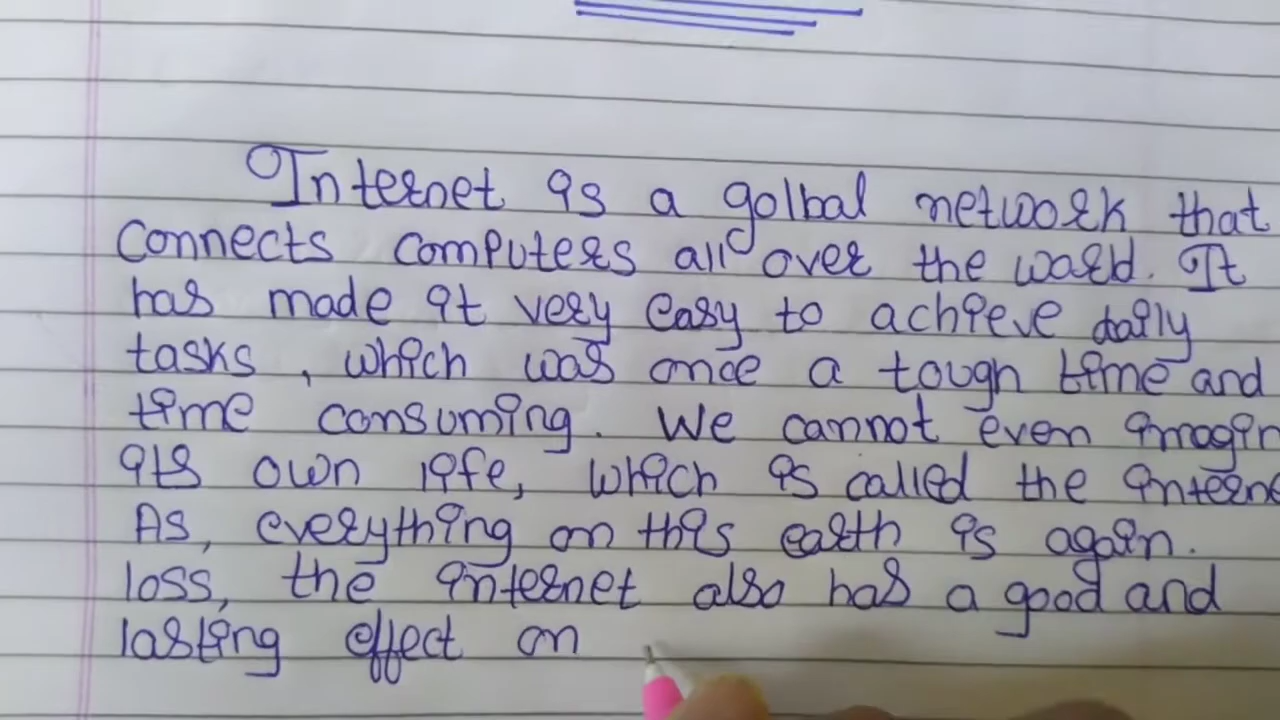 Internet is a golbal network that
connects computers all over the warld. It
has made it very easy to achieve daily
tasks, which was once a tough time and
time consuming. We cannot even imagin
its own life, which is called the interne
As, everything on this earth is again.
loss, the internet also has a good and
lasting effect on